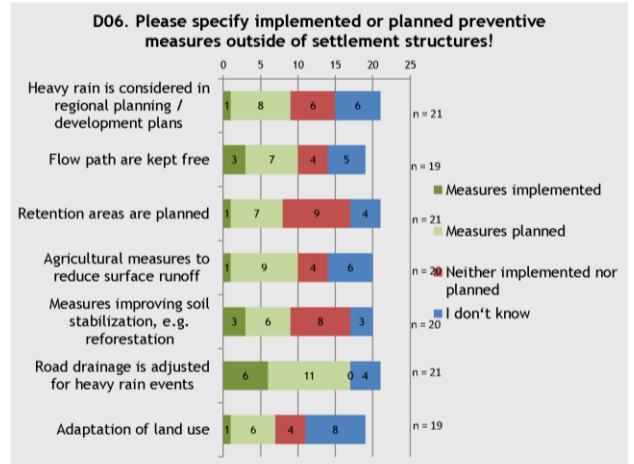 D06. Please specify implemented or planned preventive
measures outside of settlement structures!
0 5 10 15 20 25
Heavy rain is considered in
regional planning /
development plans
1 8 6 6
n = 21
Flow path are kept free
3 7 4 5
n = 19
Retention areas are planned
1 7 9 4
n = 21
Agricultural measures to
reduce surface runoff
1 9 4 6
n = 20
Measures improving soil
stabilization, e.g.
reforestation
3 6 8 3
n = 20
Road drainage is adjusted
for heavy rain events
6 11 0 4
n = 21
Adaptation of land use
1 6 4 8
n = 19
Measures implemented
Measures planned
Neither implemented nor
planned
I don't know